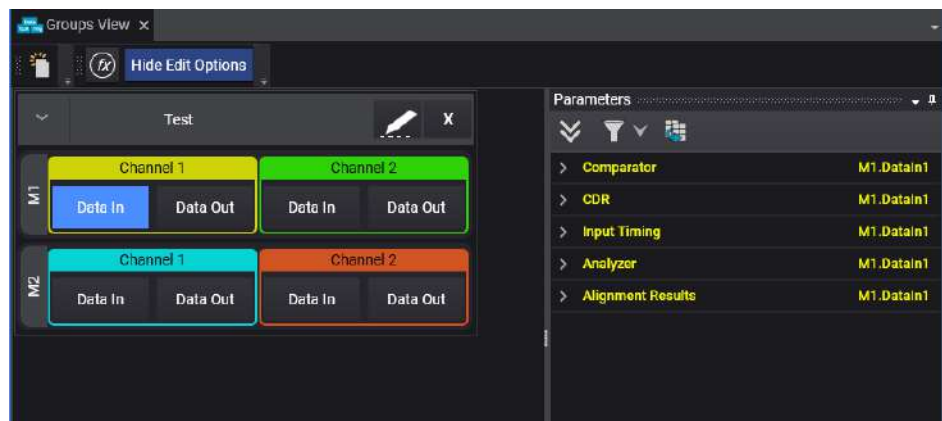 Groups View
fx Hide Edit Options
Test X
M1
Channel 1 Channel 2
Data In Data Out Data In Data Out
M2
Channel 1 Channel 2
Data In Data Out Data In Data Out
Parameters
Comparator M1.DataIn1
CDR M1.DataIn1
Input Timing M1.DataIn1
Analyzer M1.DataIn1
Alignment Results M1.DataIn1